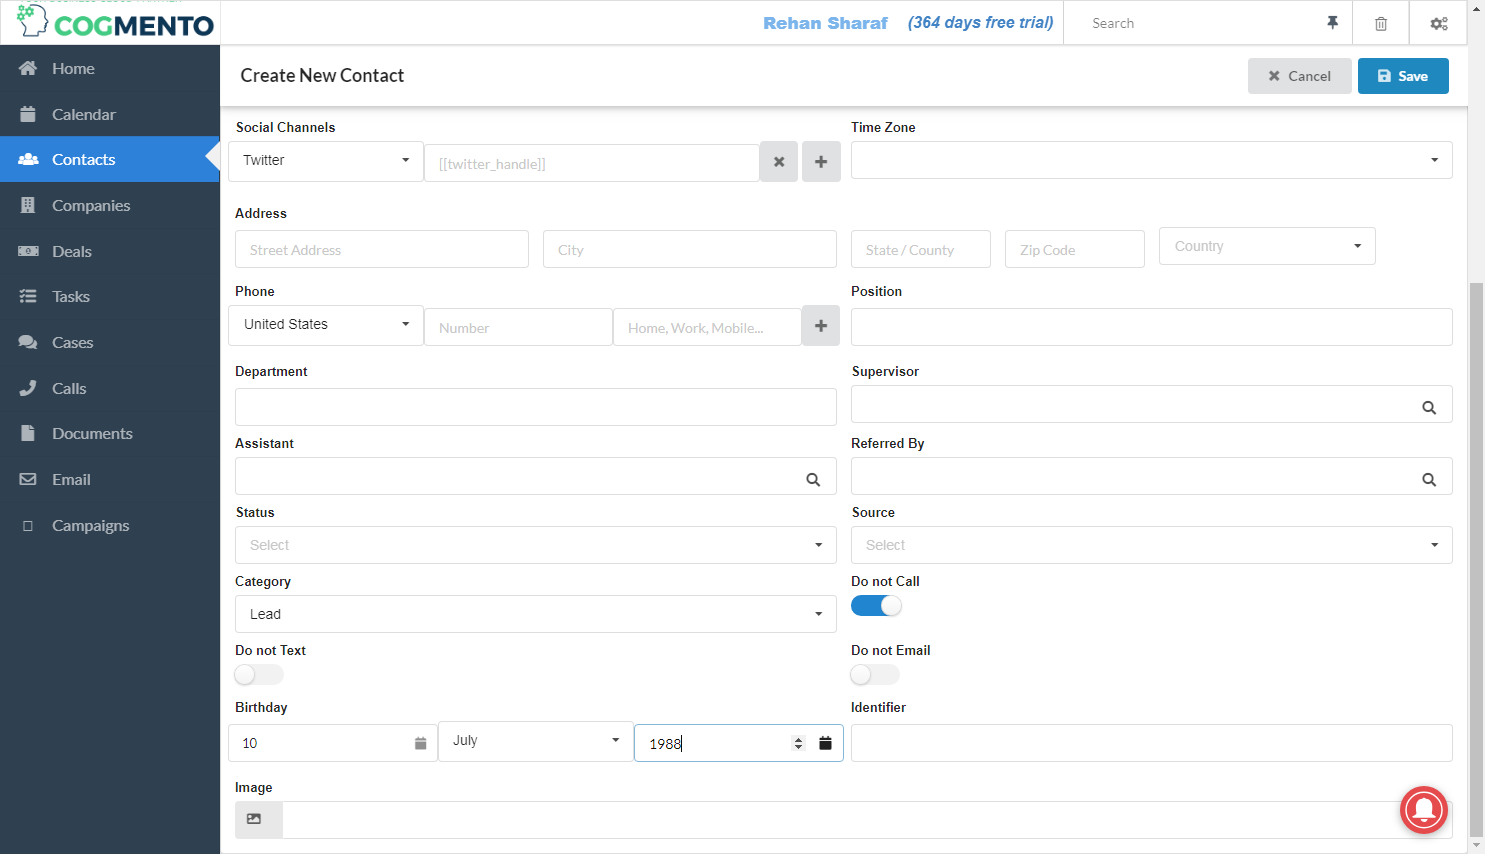 COGMENTO
Rehan Sharaf
(364 days free trial)
Search
Home
Calendar
Contacts
Companies
Deals
Tasks
Cases
Calls
Documents
Email
Campaigns
Create New Contact
Cancel
Save
Social Channels
Time Zone
Twitter
[[twitter_handle]]
Address
Street Address
City
State / County
Zip Code
Country
Phone
Position
United States
Number
Home, Work, Mobile...
Department
Supervisor
Assistant
Referred By
Status
Source
Select
Select
Category
Do not Call
Lead
Do not Text
Do not Email
Birthday
Identifier
10
July
1988
Image